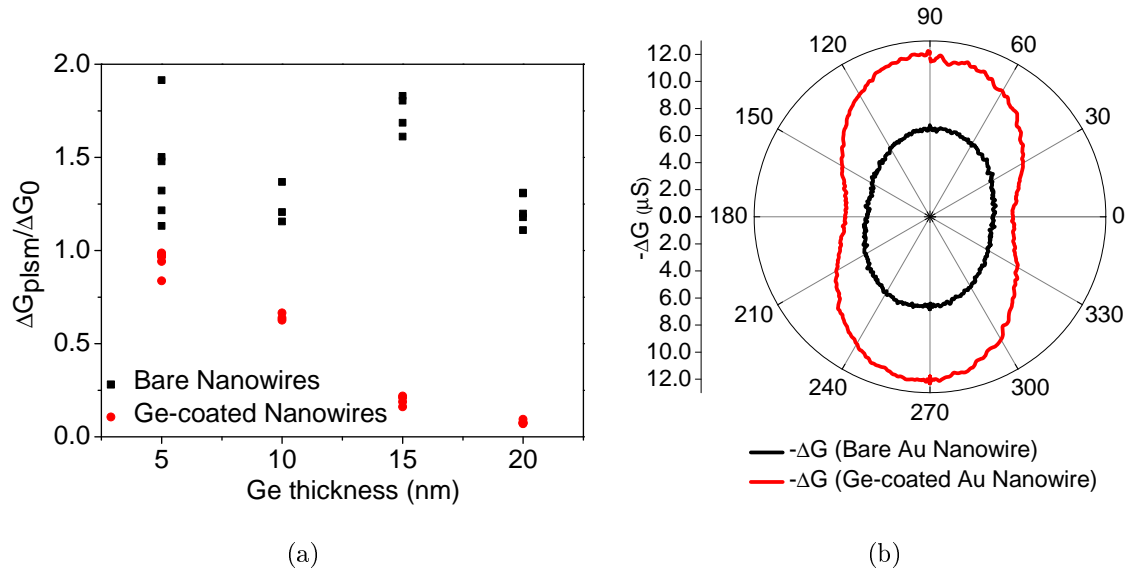 (b)
2.0
1.5
1.0
0.5
0.0
ΔGplsm/ΔG0
Bare Nanowires
Ge-coated Nanowires
5 10 15 20
Ge thickness (nm)
(a)
12.0
10.0
8.0
6.0
4.0
2.0
0.0
2.0
4.0
6.0
8.0
10.0
12.0
-ΔG (μS)
90
120 60
150 30
180 0
210 330
240 300
270
-ΔG (Bare Au Nanowire)
-ΔG (Ge-coated Au Nanowire)
(b)